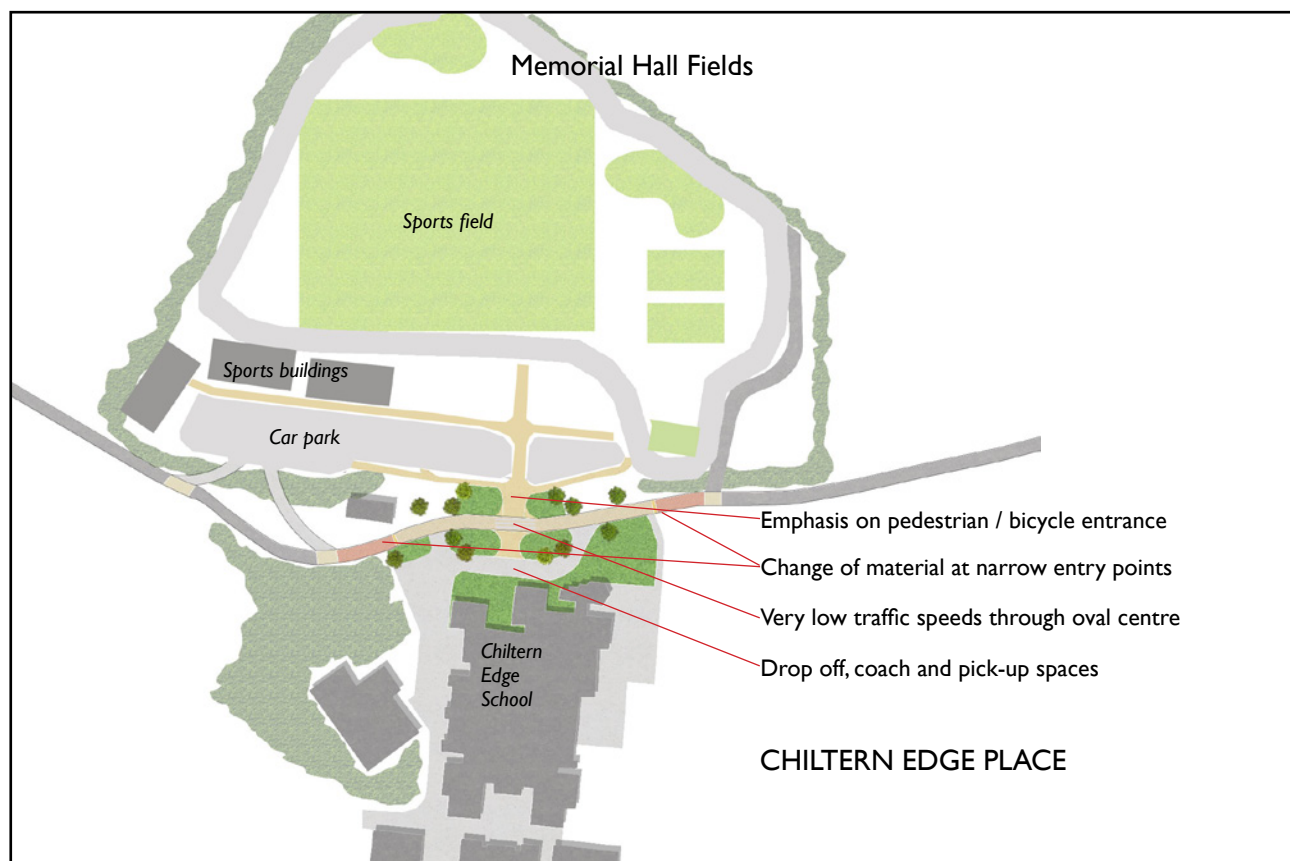 Memorial Hall Fields
Sports field
Sports buildings
Car park
Emphasis on pedestrian / bicycle entrance
Change of material at narrow entry points
Very low traffic speeds through oval centre
Drop off, coach and pick-up spaces
Chiltern
Edge
School
CHILTERN EDGE PLACE